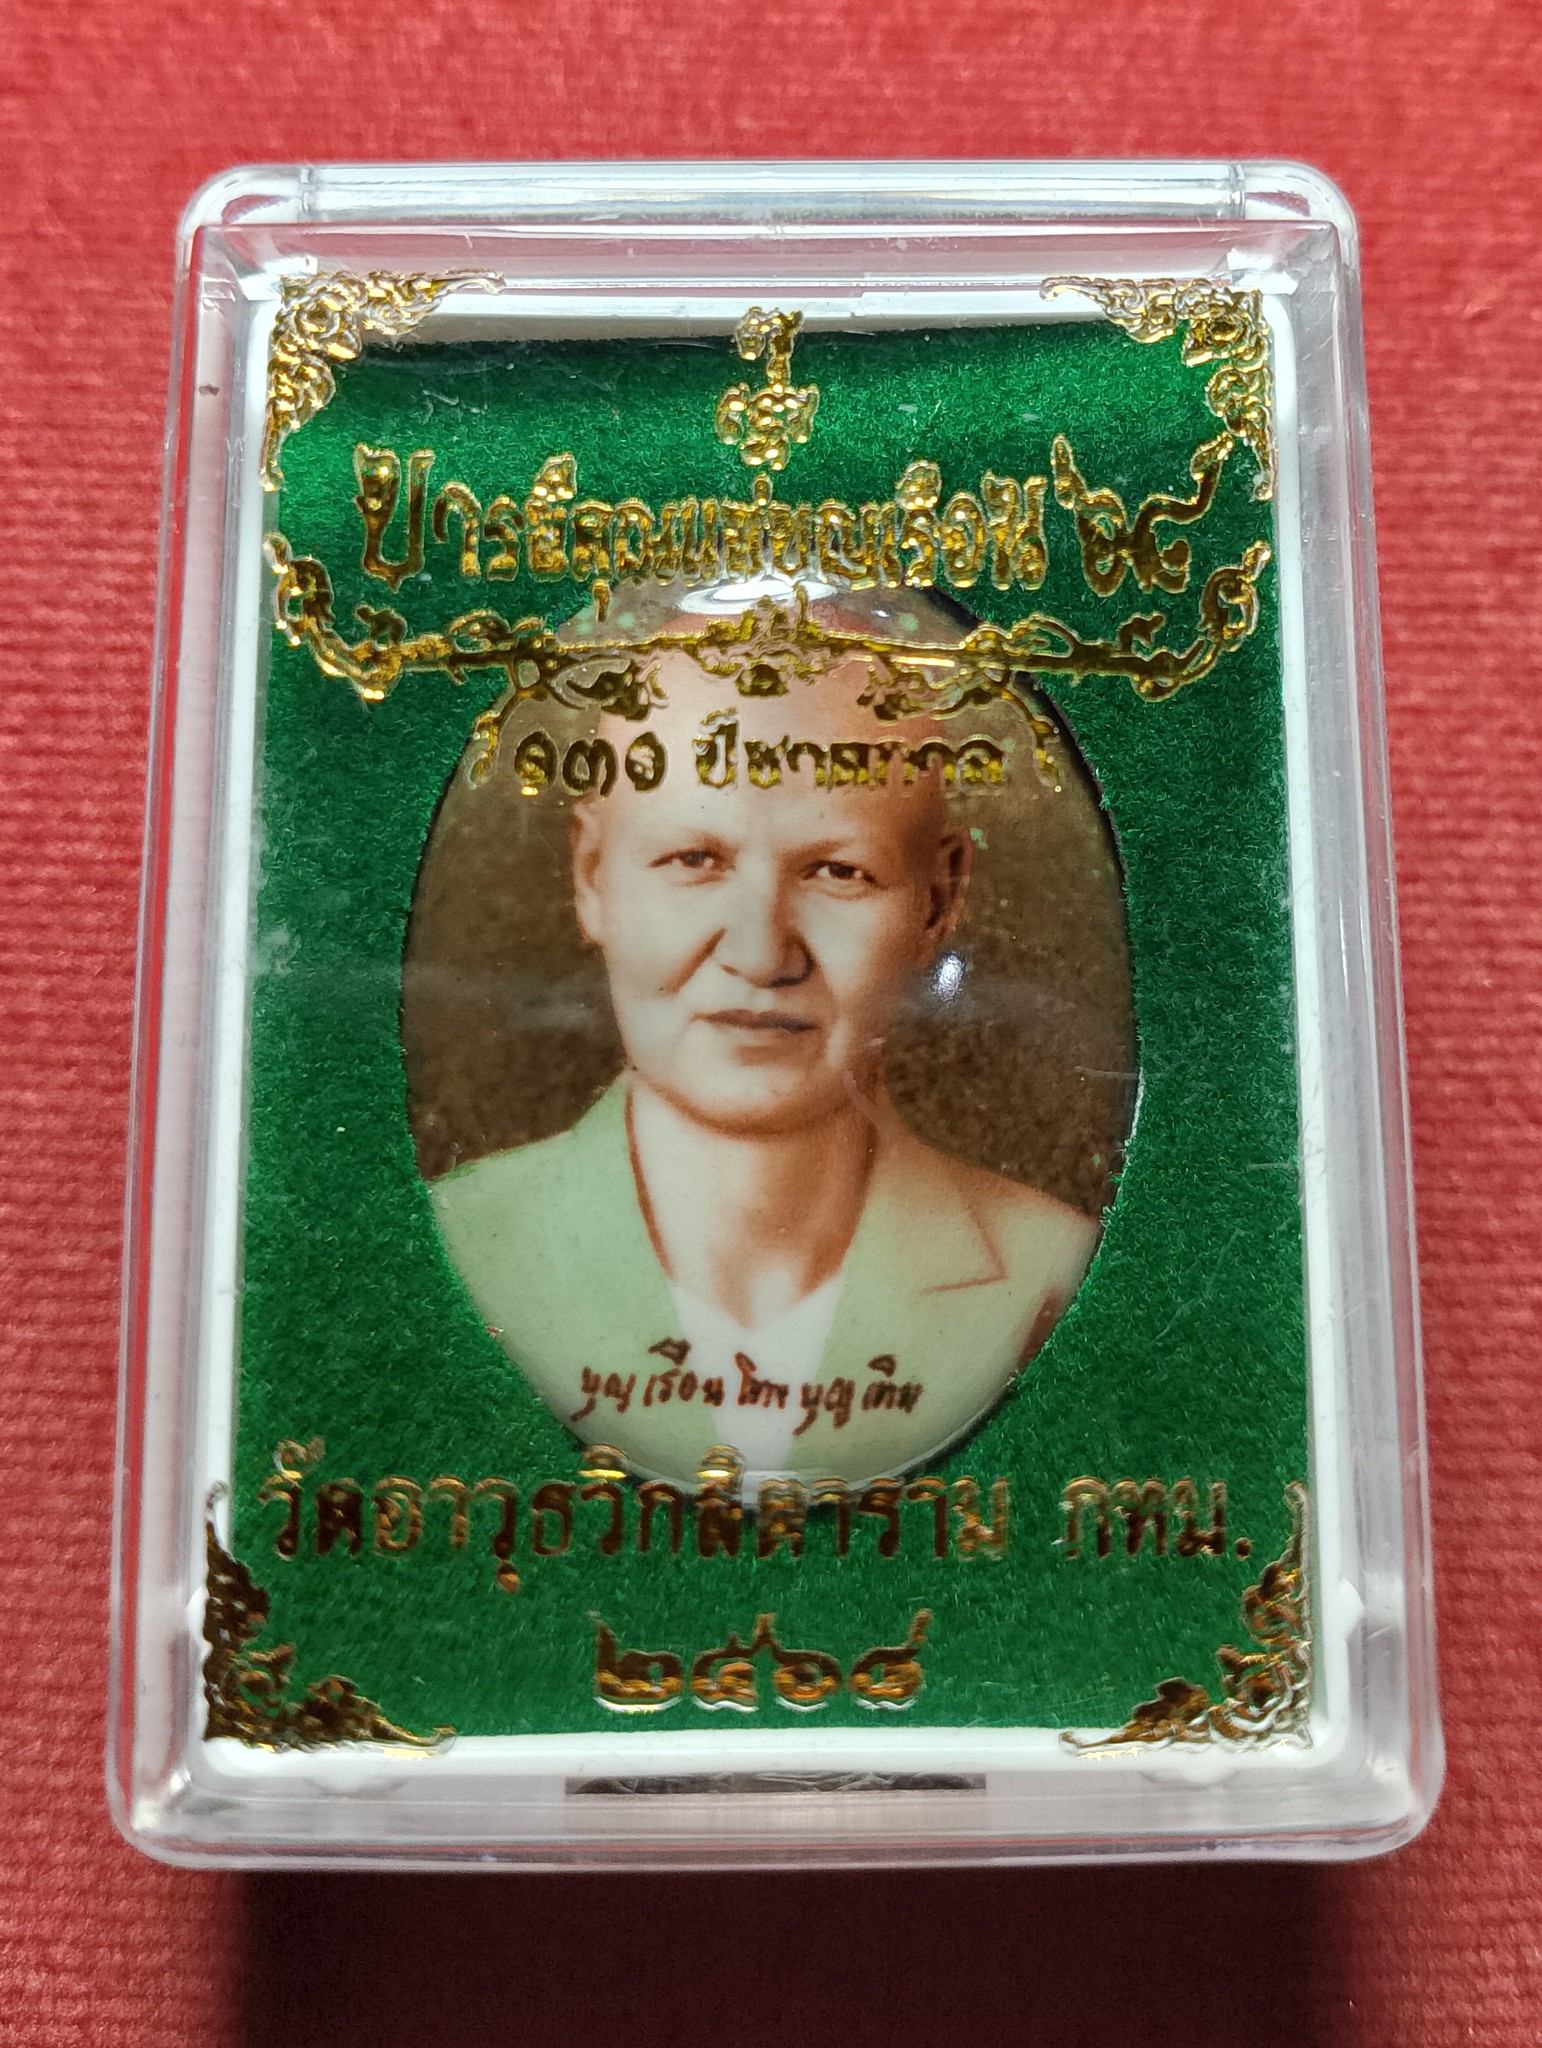 บารมีคุณแม่บุญเรือน ๖๔
๑๓๑ ปีชาตกาล
บุญเรือน โตงบุญเติม
วัดอาวุธวิกสิตาราม กทม.
๒๕๖๔